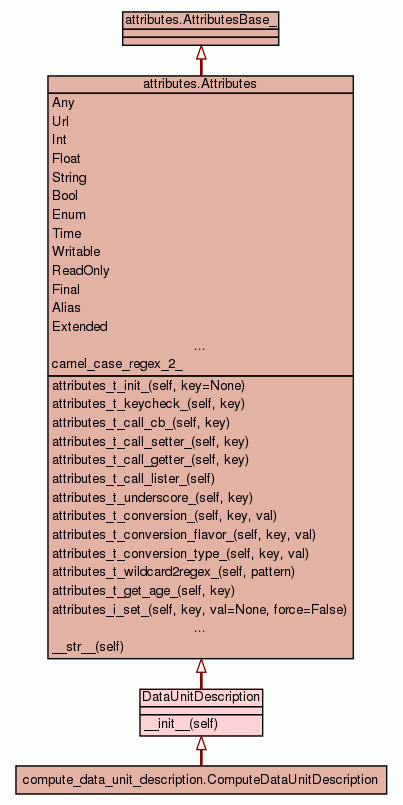 attributes.AttributesBase_
attributes.Attributes
Any
Url
Int
Float
String
Bool
Enum
Time
Writable
ReadOnly
Final
Alias
Extended
...
camel_case_regex_2_
attributes_t_init_(self, key=None)
attributes_t_keycheck_(self, key)
attributes_t_call_cb_(self, key)
attributes_t_call_setter_(self, key)
attributes_t_call_getter_(self, key)
attributes_t_call_lister_(self)
attributes_t_underscore_(self, key)
attributes_t_conversion_(self, key, val)
attributes_t_conversion_flavor_(self, key, val)
attributes_t_conversion_type_(self, key, val)
attributes_t_wildcard2regex_(self, pattern)
attributes_t_get_age_(self, key)
attributes_i_set_(self, key, val=None, force=False)
...
__str__(self)
DataUnitDescription
__init__(self)
compute_data_unit_description.ComputeDataUnitDescription